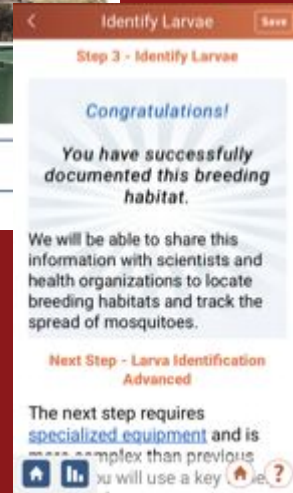 Identify Larvae
Save
Step 3 - Identify Larvae
Congratulations!
You have successfully
documented this breeding
habitat.
We will be able to share this
information with scientists and
health organizations to locate
breeding habitats and track the
spread of mosquitoes.
Next Step - Larva Identification
Advanced
The next step requires
specialized equipment and is
more complex than previous
you will use a key
?